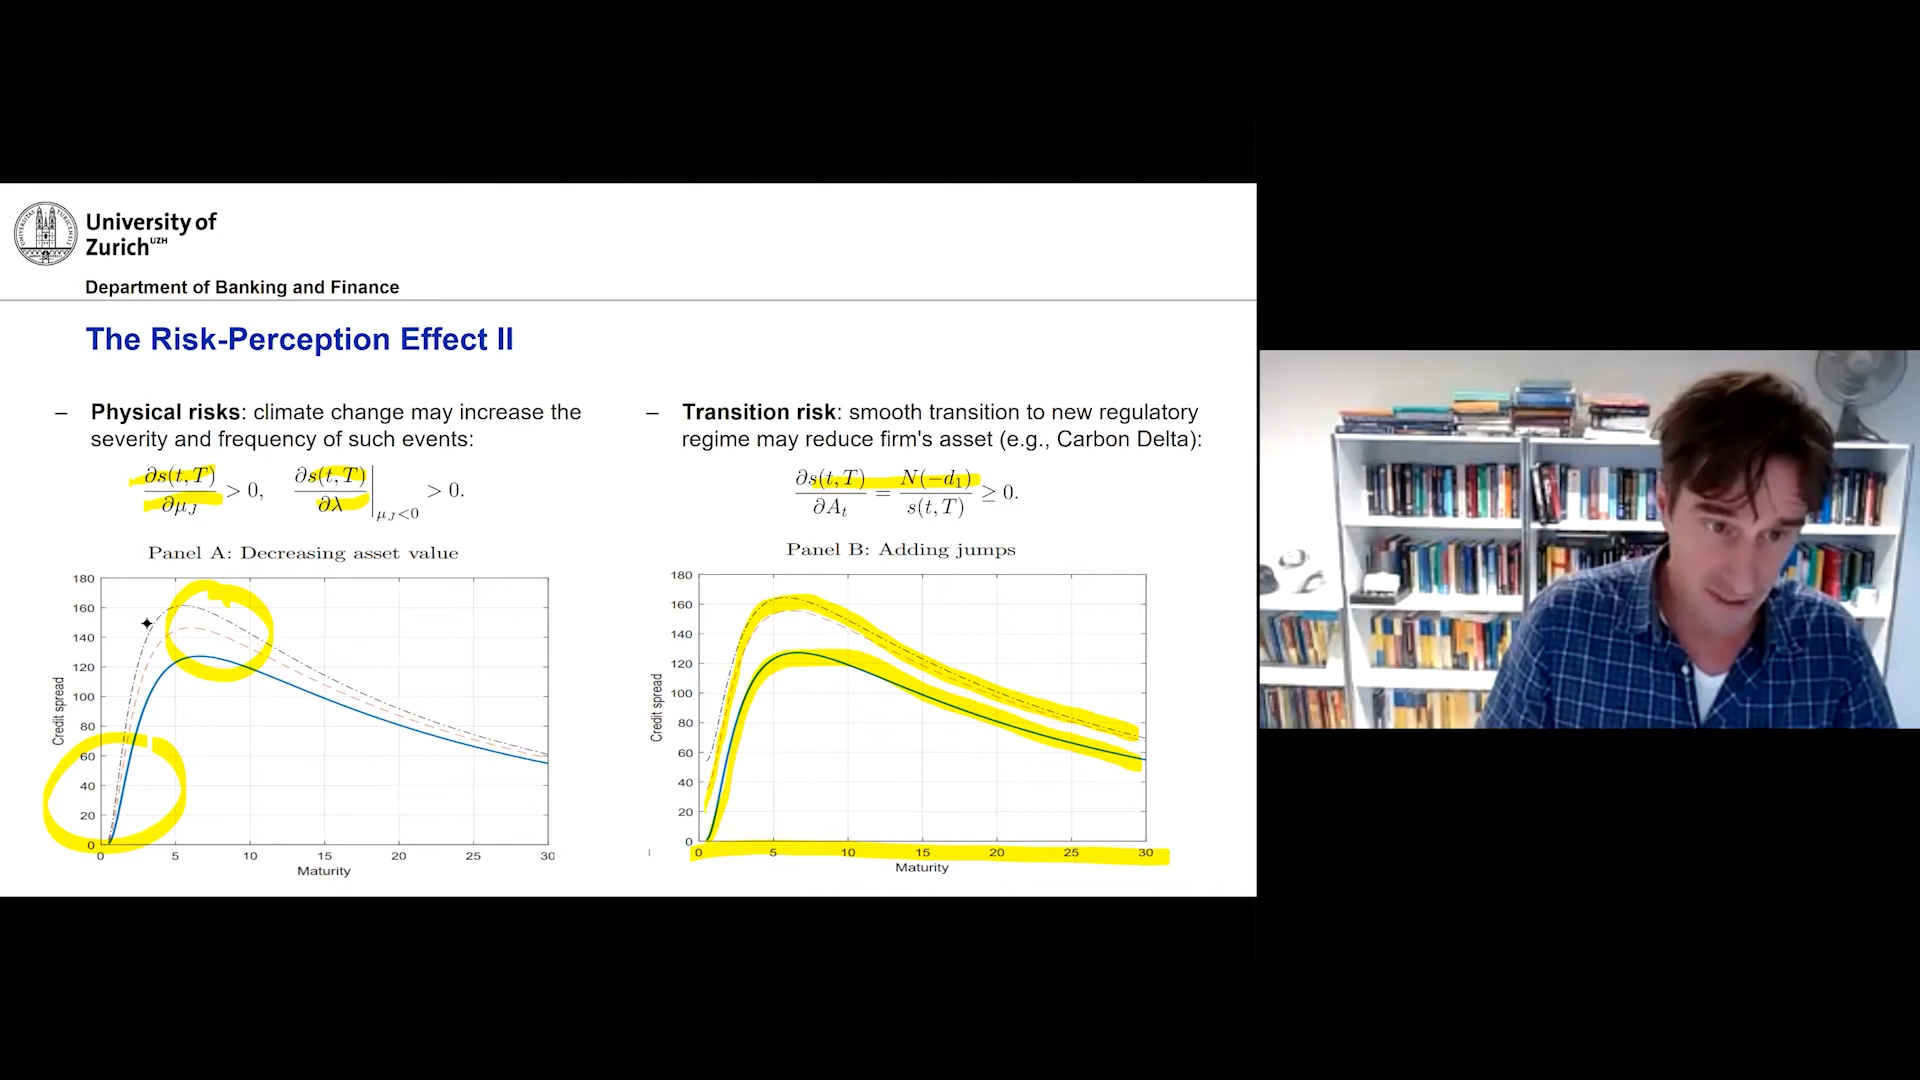 University of
Zurich UZH
Department of Banking and Finance
The Risk-Perception Effect II
– Physical risks: climate change may increase the
severity and frequency of such events:
∂s(t,T)/∂μ_J > 0, ∂s(t,T)/∂λ |_{μ_J<0} > 0.
Panel A: Decreasing asset value
180
160
140
120
100
80
60
40
20
0
Credit spread
0 5 10 15 20 25 30
Maturity
– Transition risk: smooth transition to new regulatory
regime may reduce firm's asset (e.g., Carbon Delta):
∂s(t,T)/∂A_t = N(−d_1)/s(t,T) ≥ 0.
Panel B: Adding jumps
180
160
140
120
100
80
60
40
20
0
Credit spread
0 5 10 15 20 25 30
Maturity